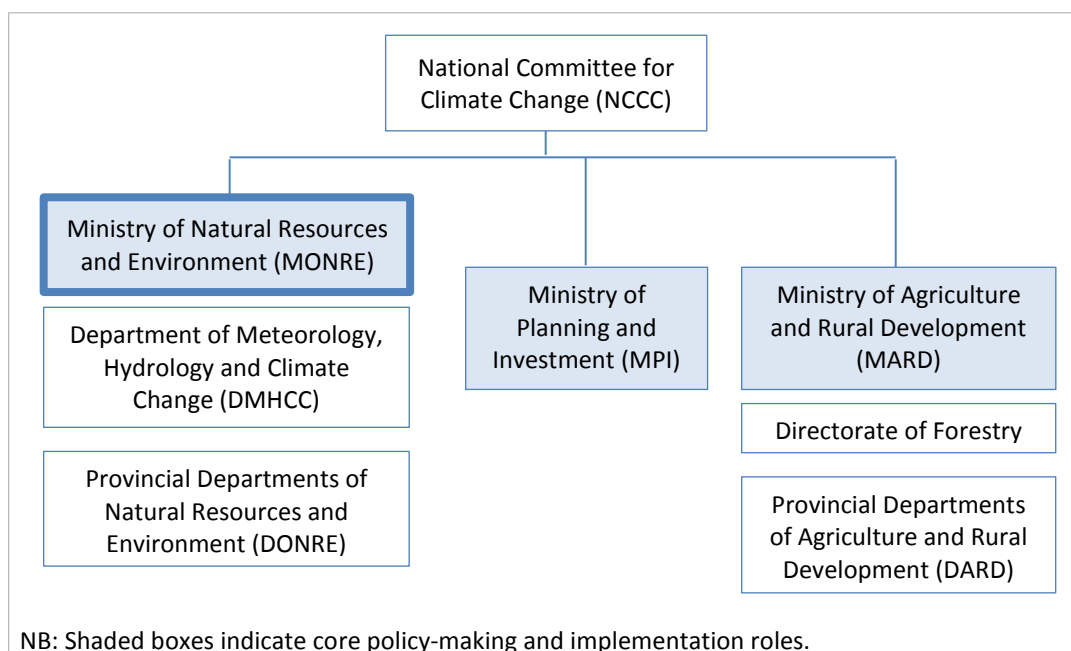 National Committee for
Climate Change (NCCC)
Ministry of Natural Resources
and Environment (MONRE)
Department of Meteorology,
Hydrology and Climate
Change (DMHCC)
Provincial Departments of
Natural Resources and
Environment (DONRE)
Ministry of
Planning and
Investment (MPI)
Ministry of Agriculture
and Rural Development
(MARD)
Directorate of Forestry
Provincial Departments
of Agriculture and Rural
Development (DARD)
NB: Shaded boxes indicate core policy-making and implementation roles.